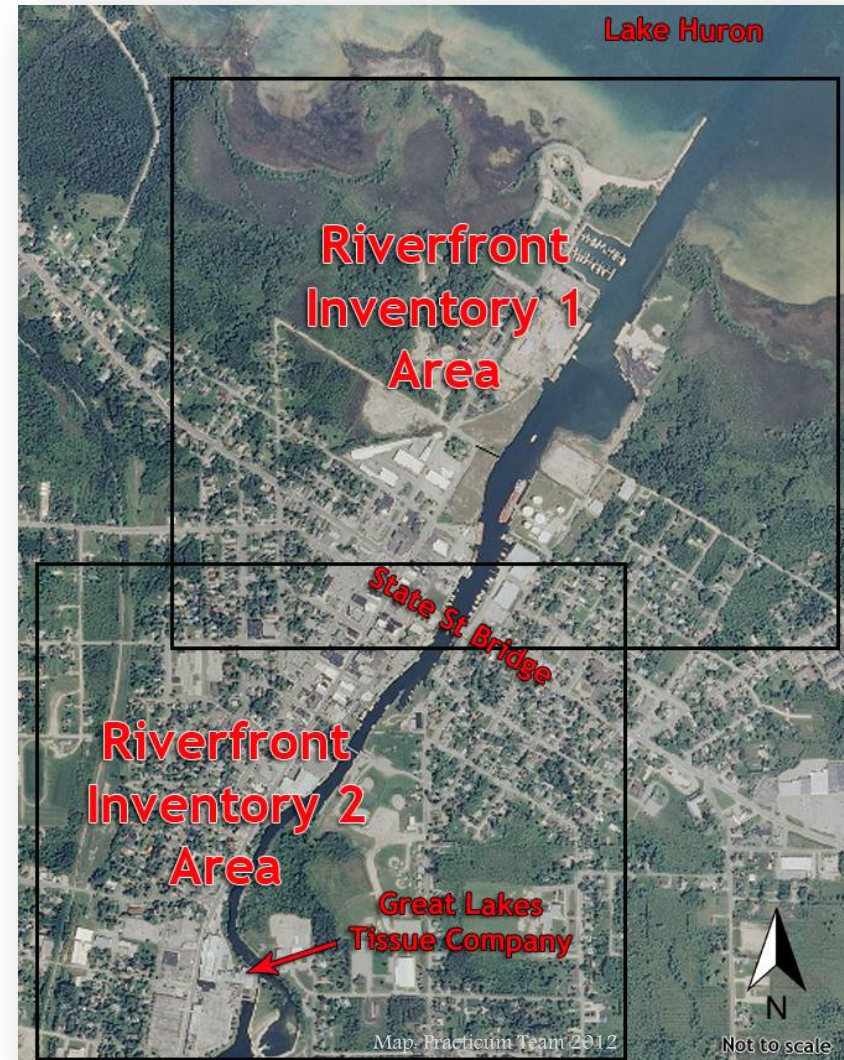 Lake Huron
Riverfront
Inventory 1
Area
State St Bridge
Riverfront
Inventory 2
Area
Great Lakes
Tissue Company
N
Map: Practicum Team 2012
Not to scale